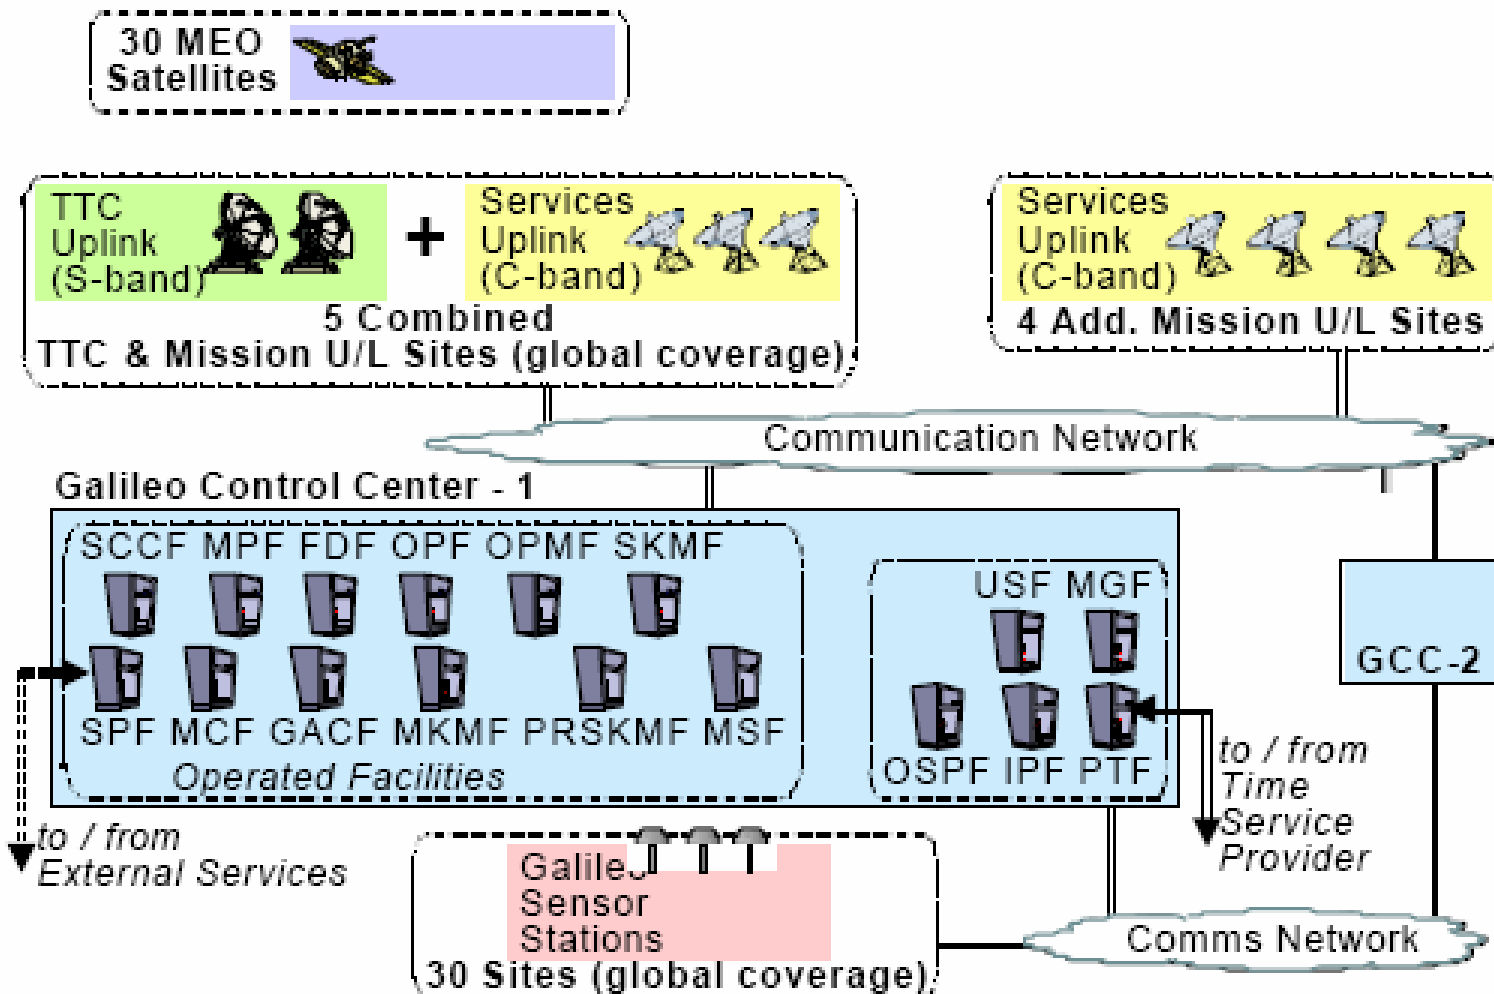 30 MEO
Satellites
TTC
Uplink
(S-band)
+
Services
Uplink
(C-band)
5 Combined
TTC & Mission U/L Sites (global coverage)
Services
Uplink
(C-band)
4 Add. Mission U/L Sites
Communication Network
Galileo Control Center - 1
SCCF MPF FDF OPF OPMF SKMF
SPF MCF GACF MKMF PRSKMF MSF
Operated Facilities
USF MGF
OSPF IPF PTF
GCC-2
to / from
Time
Service
Provider
to / from
External Services
Galileo
Sensor
Stations
30 Sites (global coverage)
Comms Network